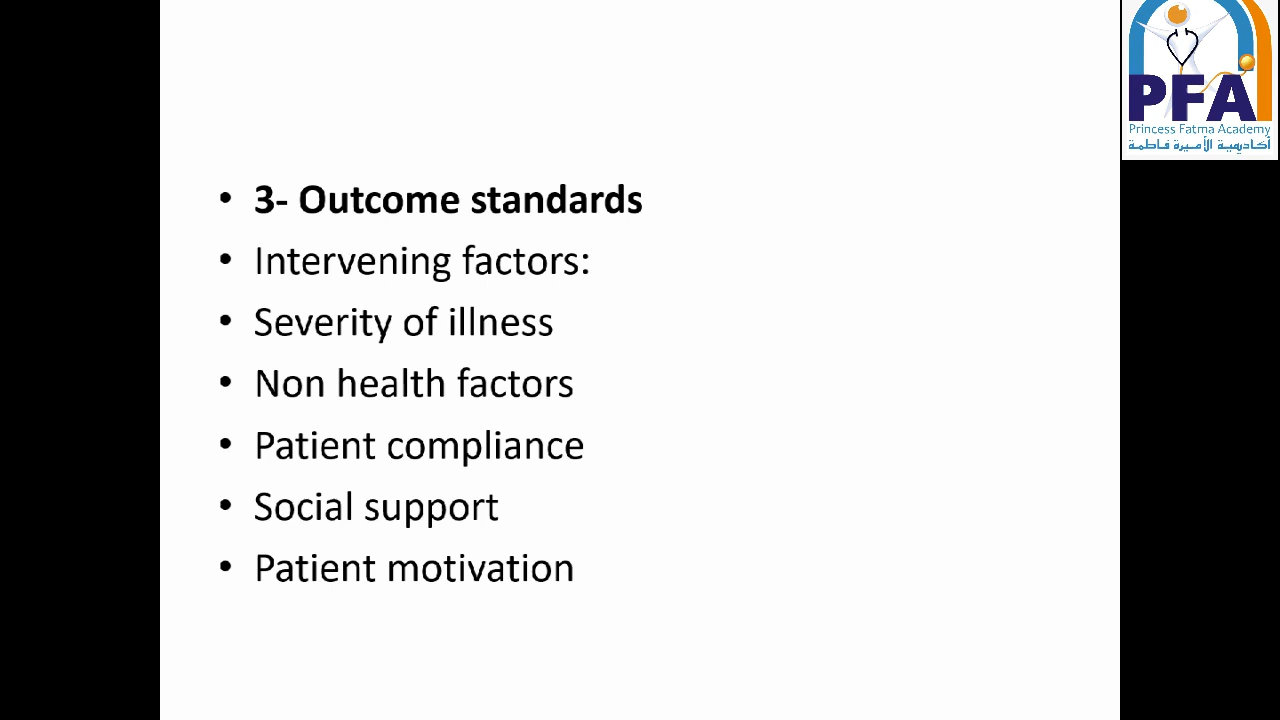 PFA
Princess Fatma Academy
أكاديمية الأميرة فاطمة
• 3- Outcome standards
• Intervening factors:
• Severity of illness
• Non health factors
• Patient compliance
• Social support
• Patient motivation